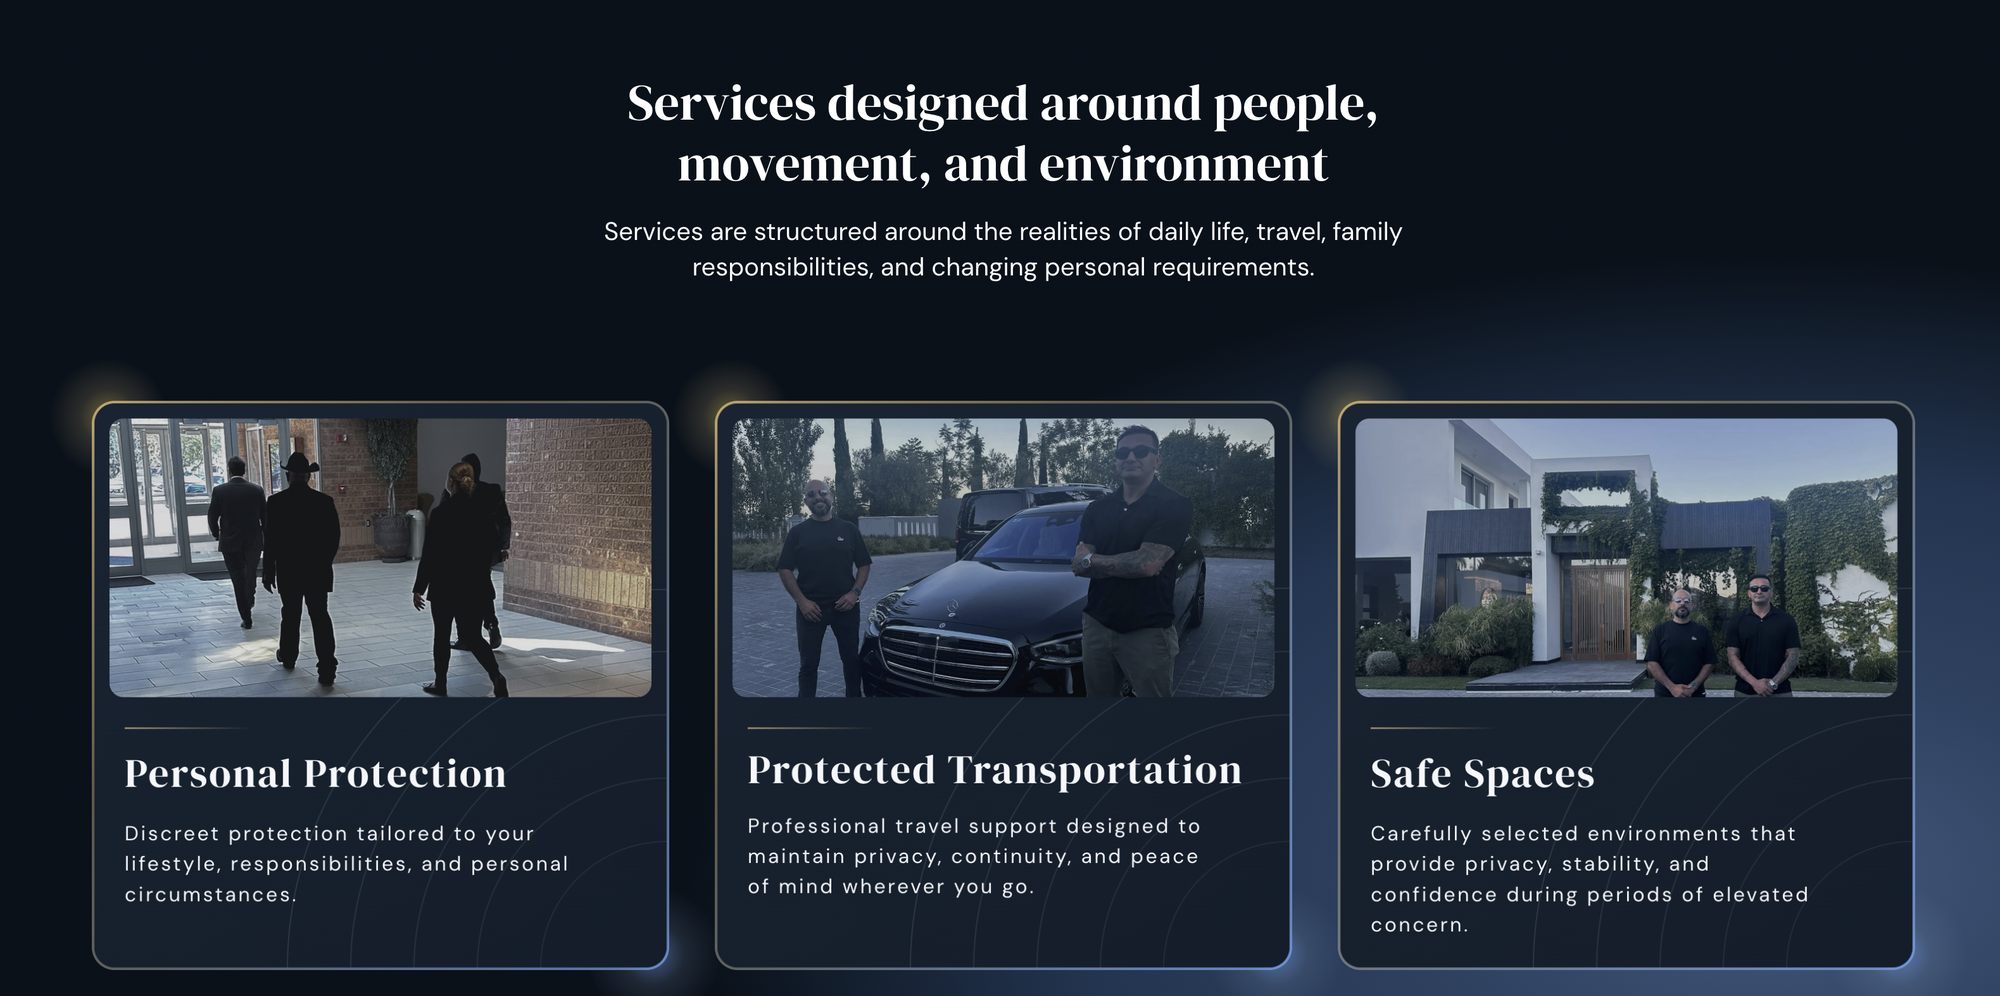 Services designed around people,
movement, and environment
Services are structured around the realities of daily life, travel, family
responsibilities, and changing personal requirements.
Personal Protection
Discreet protection tailored to your
lifestyle, responsibilities, and personal
circumstances.
Protected Transportation
Professional travel support designed to
maintain privacy, continuity, and peace
of mind wherever you go.
Safe Spaces
Carefully selected environments that
provide privacy, stability, and
confidence during periods of elevated
concern.